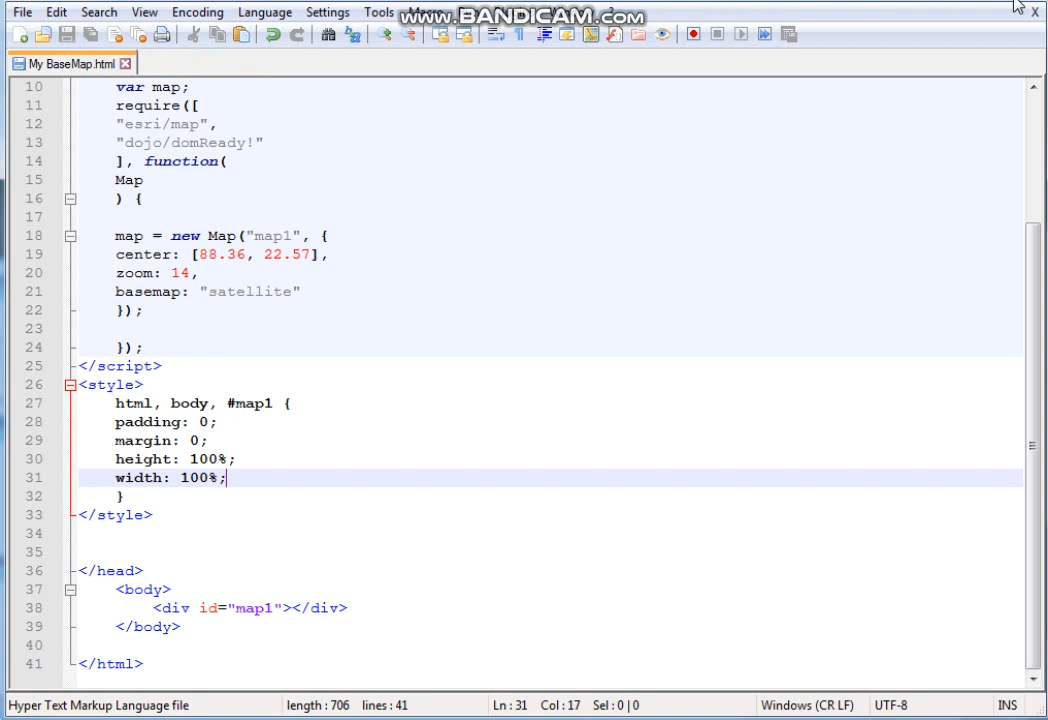 File Edit Search View Encoding Language Settings Tools Macro
www.BANDICAM.com
X
My BaseMap.html
10 var map;
11 require([
12 "esri/map",
13 "dojo/domReady!"
14 ], function(
15 Map
16 ) {
17
18 map = new Map("map1", {
19 center: [88.36, 22.57],
20 zoom: 14,
21 basemap: "satellite"
22 });
23
24 });
25 </script>
26 <style>
27 html, body, #map1 {
28 padding: 0;
29 margin: 0;
30 height: 100%;
31 width: 100%;
32 }
33 </style>
34
35
36 </head>
37 <body>
38 <div id="map1"></div>
39 </body>
40
41 </html>
Hyper Text Markup Language file length : 706 lines : 41 Ln : 31 Col : 17 Sel : 0 | 0 Windows (CR LF) UTF-8 INS